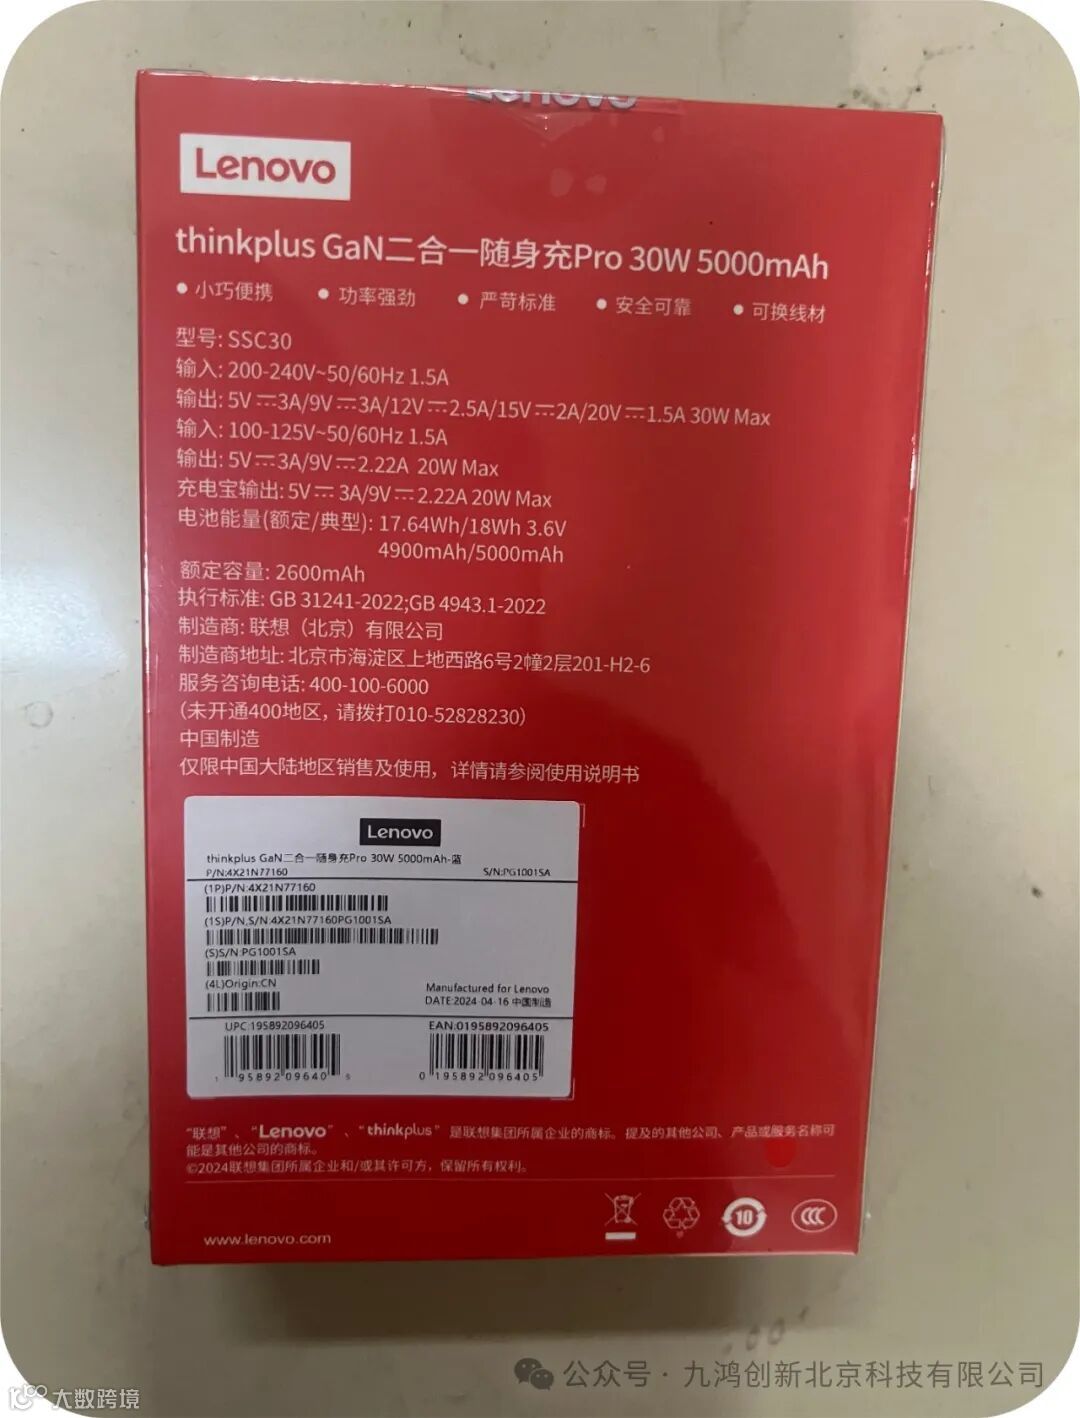 Lenovo
Lenovo
thinkplus GaN二合一随身充Pro 30W 5000mAh
● 小巧便携 ● 功率强劲 ● 严苛标准 ● 安全可靠 ● 可换线材
型号: SSC30
输入: 200-240V~50/60Hz 1.5A
输出: 5V⎓3A/9V⎓3A/12V⎓2.5A/15V⎓2A/20V⎓1.5A 30W Max
输入: 100-125V~50/60Hz 1.5A
输出: 5V⎓3A/9V⎓2.22A 20W Max
充电宝输出: 5V⎓3A/9V⎓2.22A 20W Max
电池能量(额定/典型): 17.64Wh/18Wh 3.6V
4900mAh/5000mAh
额定容量: 2600mAh
执行标准: GB 31241-2022;GB 4943.1-2022
制造商: 联想（北京）有限公司
制造商地址: 北京市海淀区上地西路6号2幢2层201-H2-6
服务咨询电话: 400-100-6000
（未开通400地区，请拨打010-52828230）
中国制造
仅限中国大陆地区销售及使用，详情请参阅使用说明书
Lenovo
thinkplus GaN二合一随身充Pro 30W 5000mAh-蓝
P/N:4X21N77160 S/N:PG1001SA
(1P)P/N:4X21N77160
(1S)P/N,S/N:4X21N77160PG1001SA
(S)S/N:PG1001SA
(4L)Origin:CN
Manufactured for Lenovo
DATE:2024-04-16 中国制造
UPC:195892096405 EAN:0195892096405
1 95892 09640 5 0 195892 096405
“联想”、“Lenovo”、“thinkplus”是联想集团所属企业的商标。提及的其他公司、产品或服务名称可
能是其他公司的商标。
©2024联想集团所属企业和/或其许可方，保留所有权利。
10
CCC
www.lenovo.com
公众号 · 九鸿创新北京科技有限公司
大数跨境